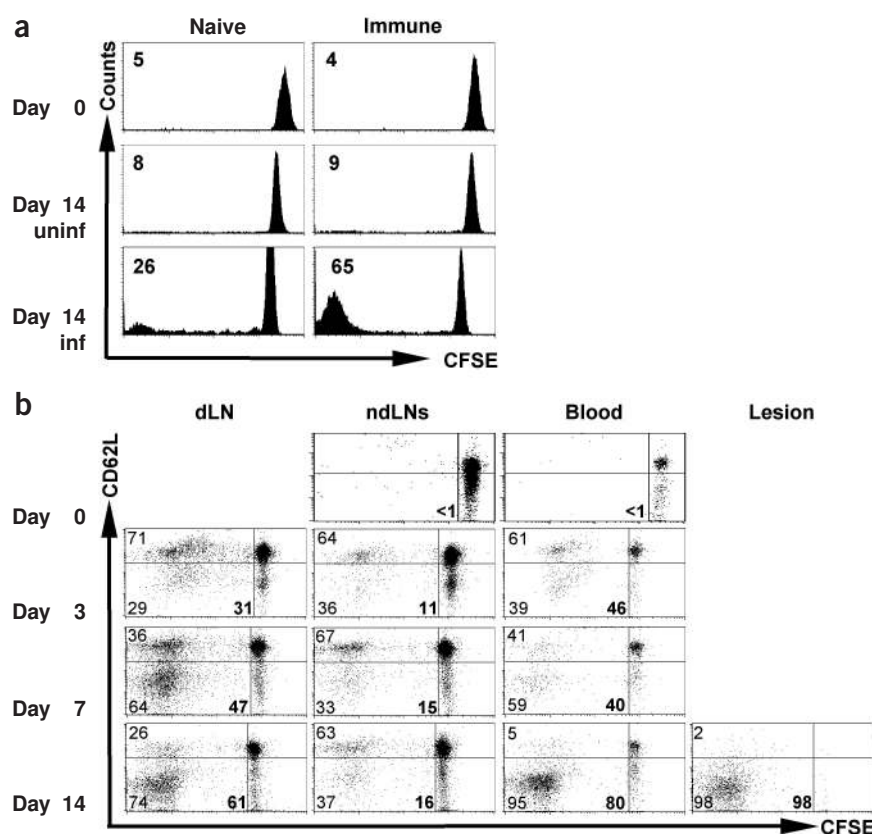 a
Naive Immune
Counts
5 4
Day 0
8 9
Day 14
uninf
26 65
Day 14
inf
CFSE
b
dLN ndLNs Blood Lesion
CD62L
<1 <1
Day 0
71 64 61
29 31 36 11 39 46
Day 3
36 67 41
64 47 33 15 59 40
Day 7
26 63 5 2
74 61 37 16 95 80 98 98
Day 14
CFSE